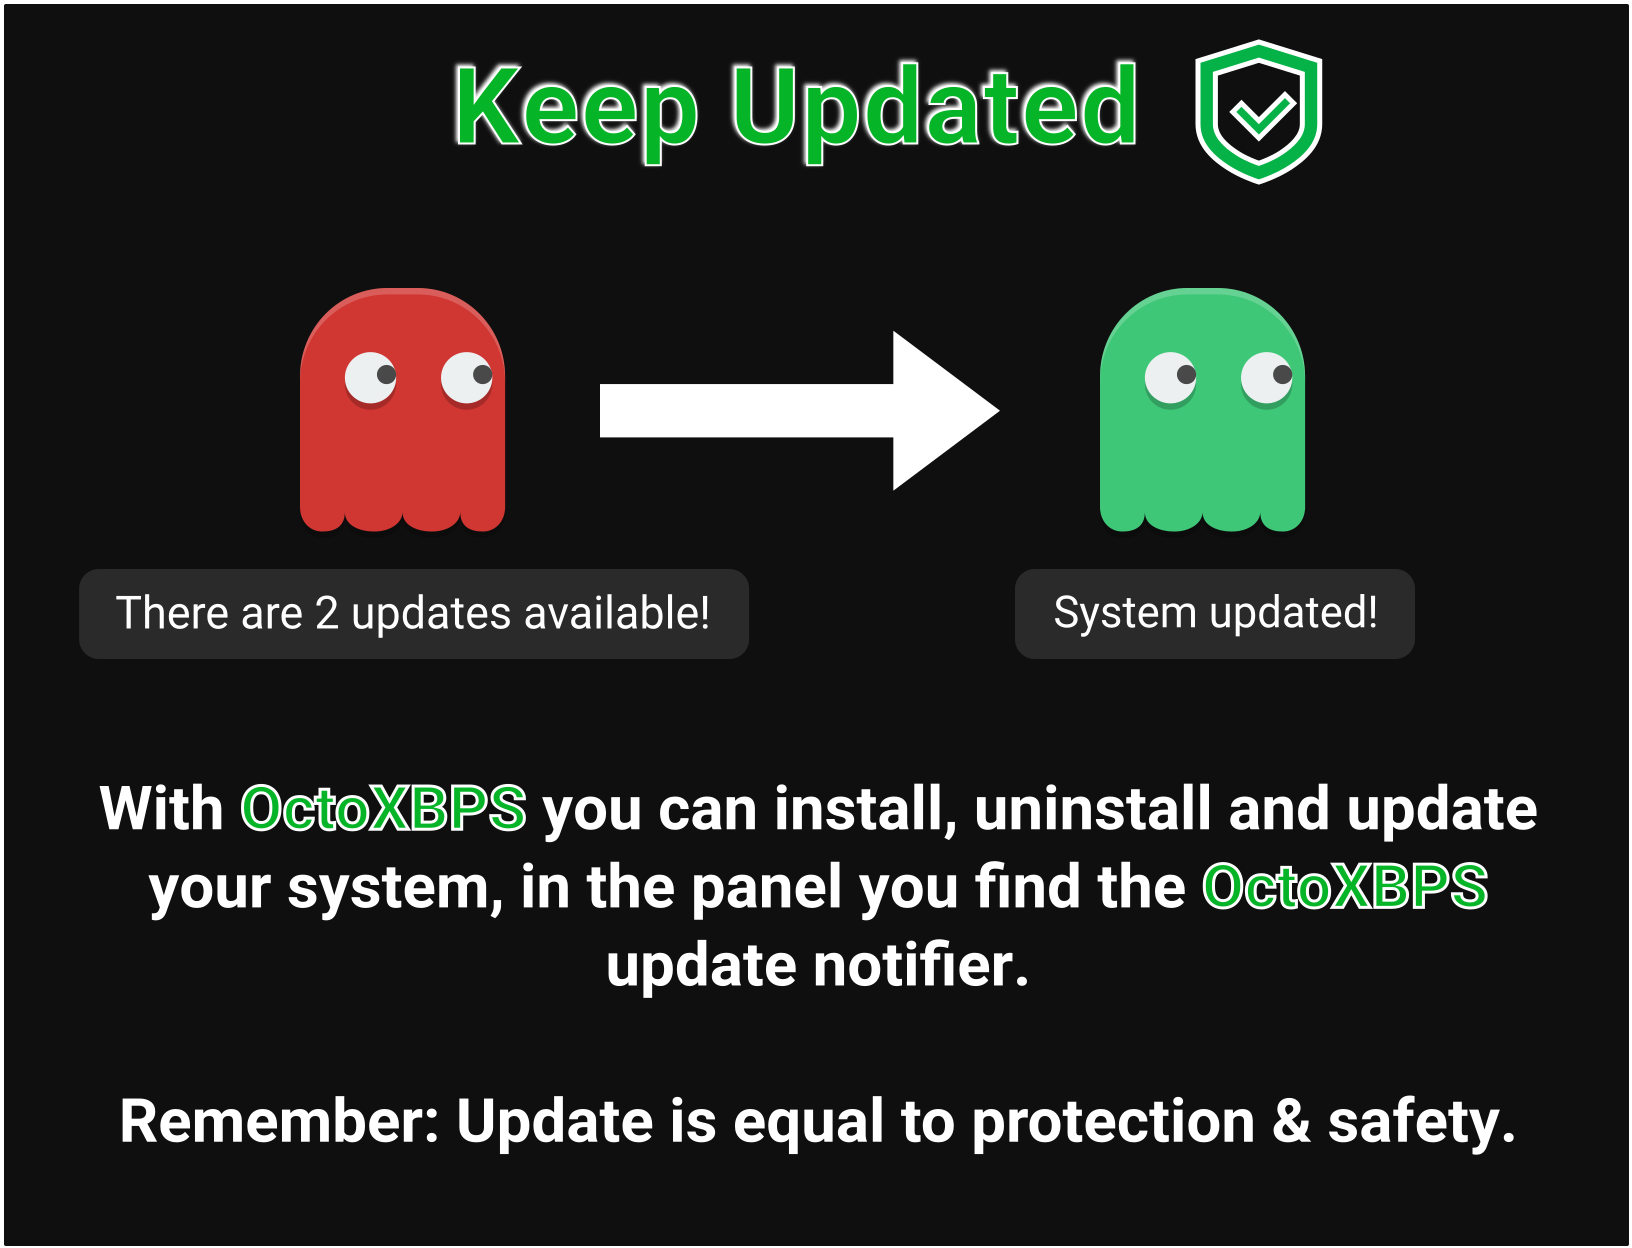 Keep Updated
There are 2 updates available!
System updated!
With OctoXBPS you can install, uninstall and update
your system, in the panel you find the OctoXBPS
update notifier.
Remember: Update is equal to protection & safety.